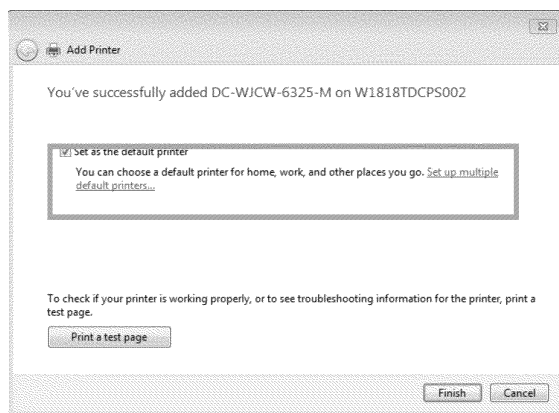 Add Printer
You've successfully added DC-WJCW-6325-M on W1818TDCPS002
Set as the default printer
You can choose a default printer for home, work, and other places you go. Set up multiple
default printers...
To check if your printer is working properly, or to see troubleshooting information for the printer, print a
test page.
Print a test page
Finish Cancel